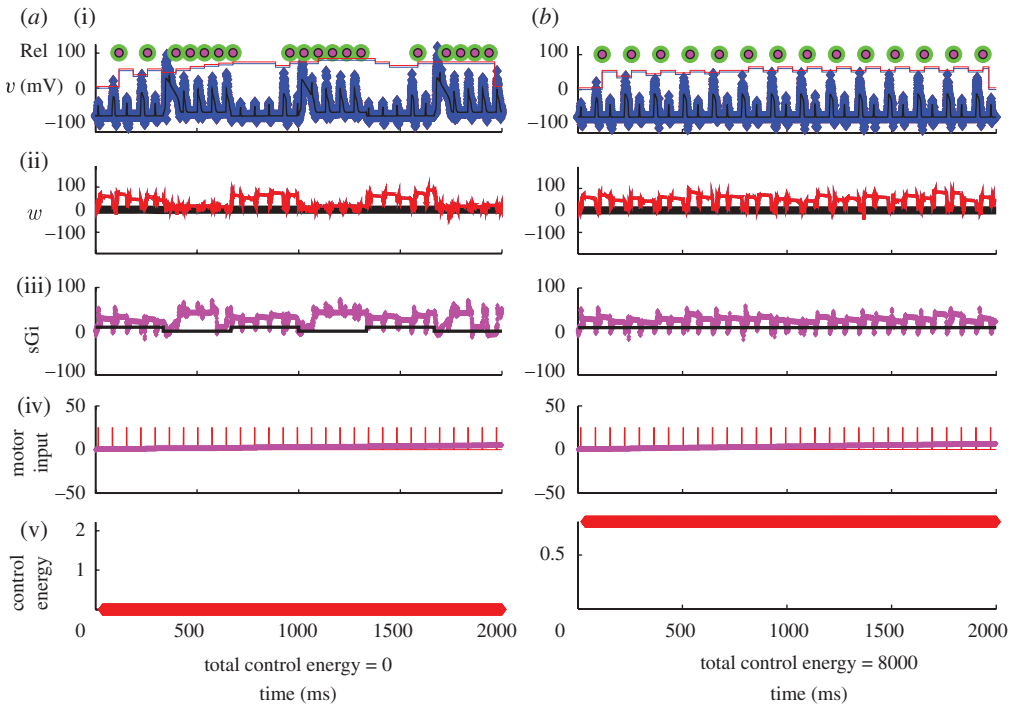 (a) (i)
(b)
Rel 100 100
v (mV) 0 0
–100 –100
(ii)
100 100
w 0 0
–100 –100
(iii)
100 100
sGi 0 0
–100 –100
(iv)
50 50
motor input 0 0
–50 –50
(v)
control energy
2
1
0
0.5
0 500 1000 1500 2000
0 500 1000 1500 2000
total control energy = 0
total control energy = 8000
time (ms)
time (ms)